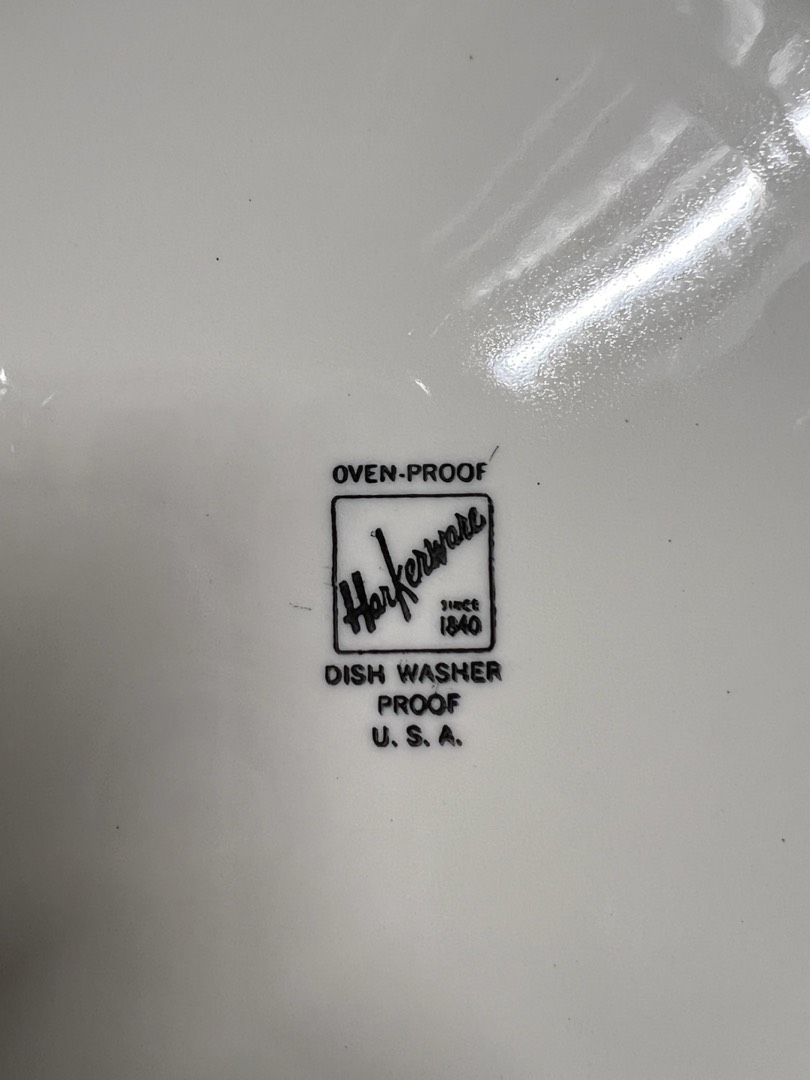 OVEN-PROOF
Harkerware
SINCE
1840
DISH WASHER
PROOF
U. S. A.